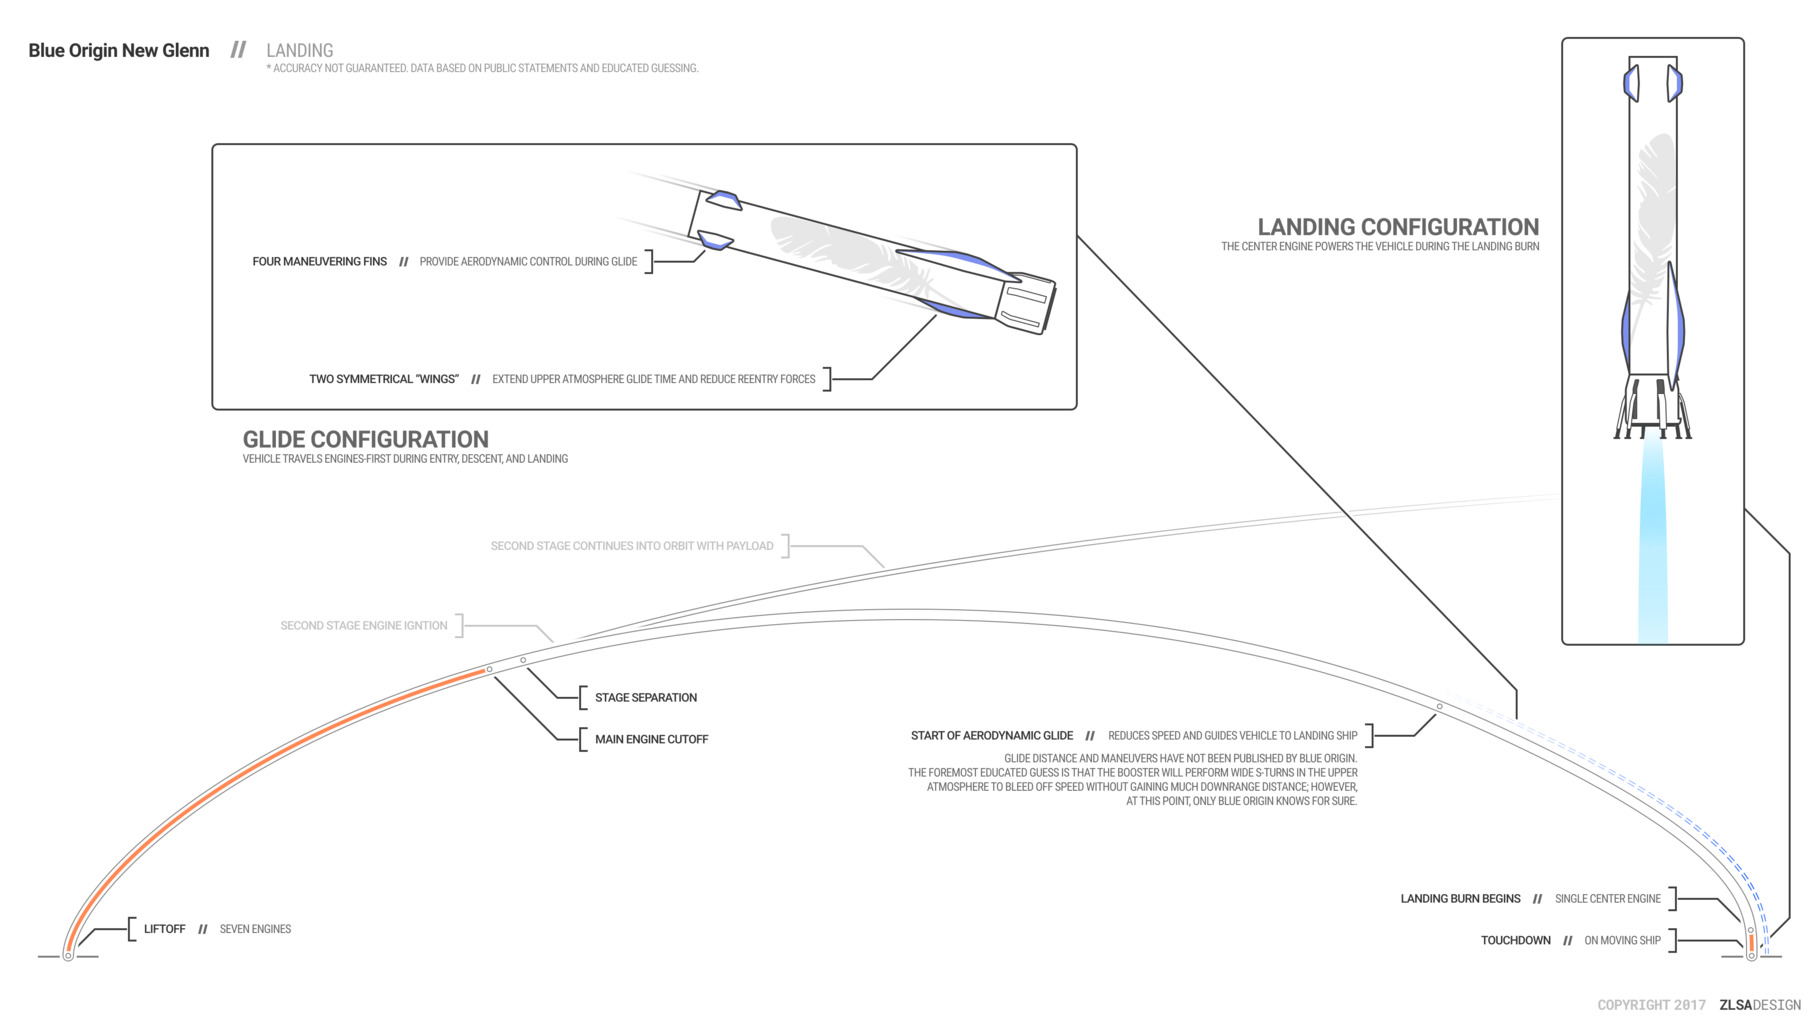 Blue Origin New Glenn // LANDING
* ACCURACY NOT GUARANTEED. DATA BASED ON PUBLIC STATEMENTS AND EDUCATED GUESSING.
FOUR MANEUVERING FINS // PROVIDE AERODYNAMIC CONTROL DURING GLIDE
TWO SYMMETRICAL "WINGS" // EXTEND UPPER ATMOSPHERE GLIDE TIME AND REDUCE REENTRY FORCES
GLIDE CONFIGURATION
VEHICLE TRAVELS ENGINES-FIRST DURING ENTRY, DESCENT, AND LANDING
LANDING CONFIGURATION
THE CENTER ENGINE POWERS THE VEHICLE DURING THE LANDING BURN
SECOND STAGE CONTINUES INTO ORBIT WITH PAYLOAD
SECOND STAGE ENGINE IGNTION
STAGE SEPARATION
MAIN ENGINE CUTOFF
START OF AERODYNAMIC GLIDE // REDUCES SPEED AND GUIDES VEHICLE TO LANDING SHIP
GLIDE DISTANCE AND MANEUVERS HAVE NOT BEEN PUBLISHED BY BLUE ORIGIN.
THE FOREMOST EDUCATED GUESS IS THAT THE BOOSTER WILL PERFORM WIDE S-TURNS IN THE UPPER
ATMOSPHERE TO BLEED OFF SPEED WITHOUT GAINING MUCH DOWNRANGE DISTANCE; HOWEVER,
AT THIS POINT, ONLY BLUE ORIGIN KNOWS FOR SURE.
LIFTOFF // SEVEN ENGINES
LANDING BURN BEGINS // SINGLE CENTER ENGINE
TOUCHDOWN // ON MOVING SHIP
COPYRIGHT 2017 ZLSADESIGN